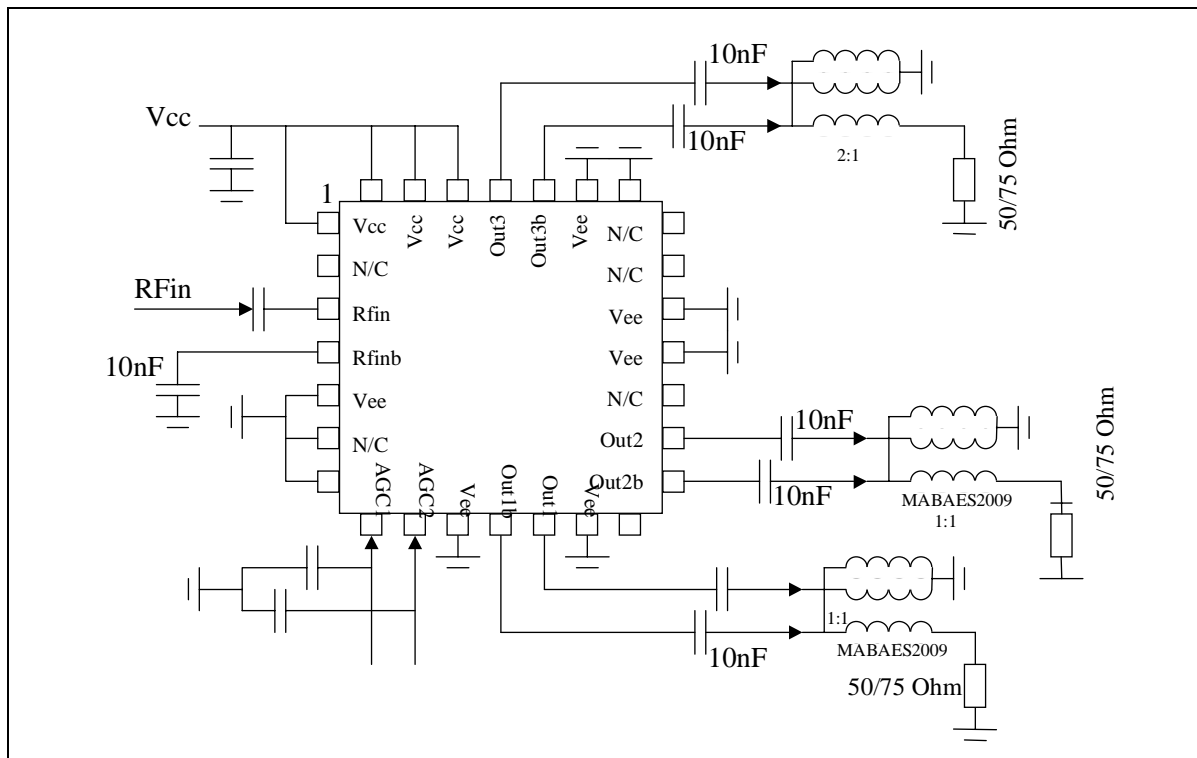 10nF
10nF
2:1
50/75 Ohm
Vcc
1
Vcc
Vcc
Vcc
Out3
Out3b
Vee
N/C
N/C
N/C
RFin
Rfin
Vee
10nF
Rfinb
Vee
Vee
N/C
N/C
Out2
Out2b
10nF
10nF
MABAES2009
1:1
50/75 Ohm
AGC1
AGC2
Vee
Out1b
Out1
Vee
10nF
1:1
MABAES2009
50/75 Ohm